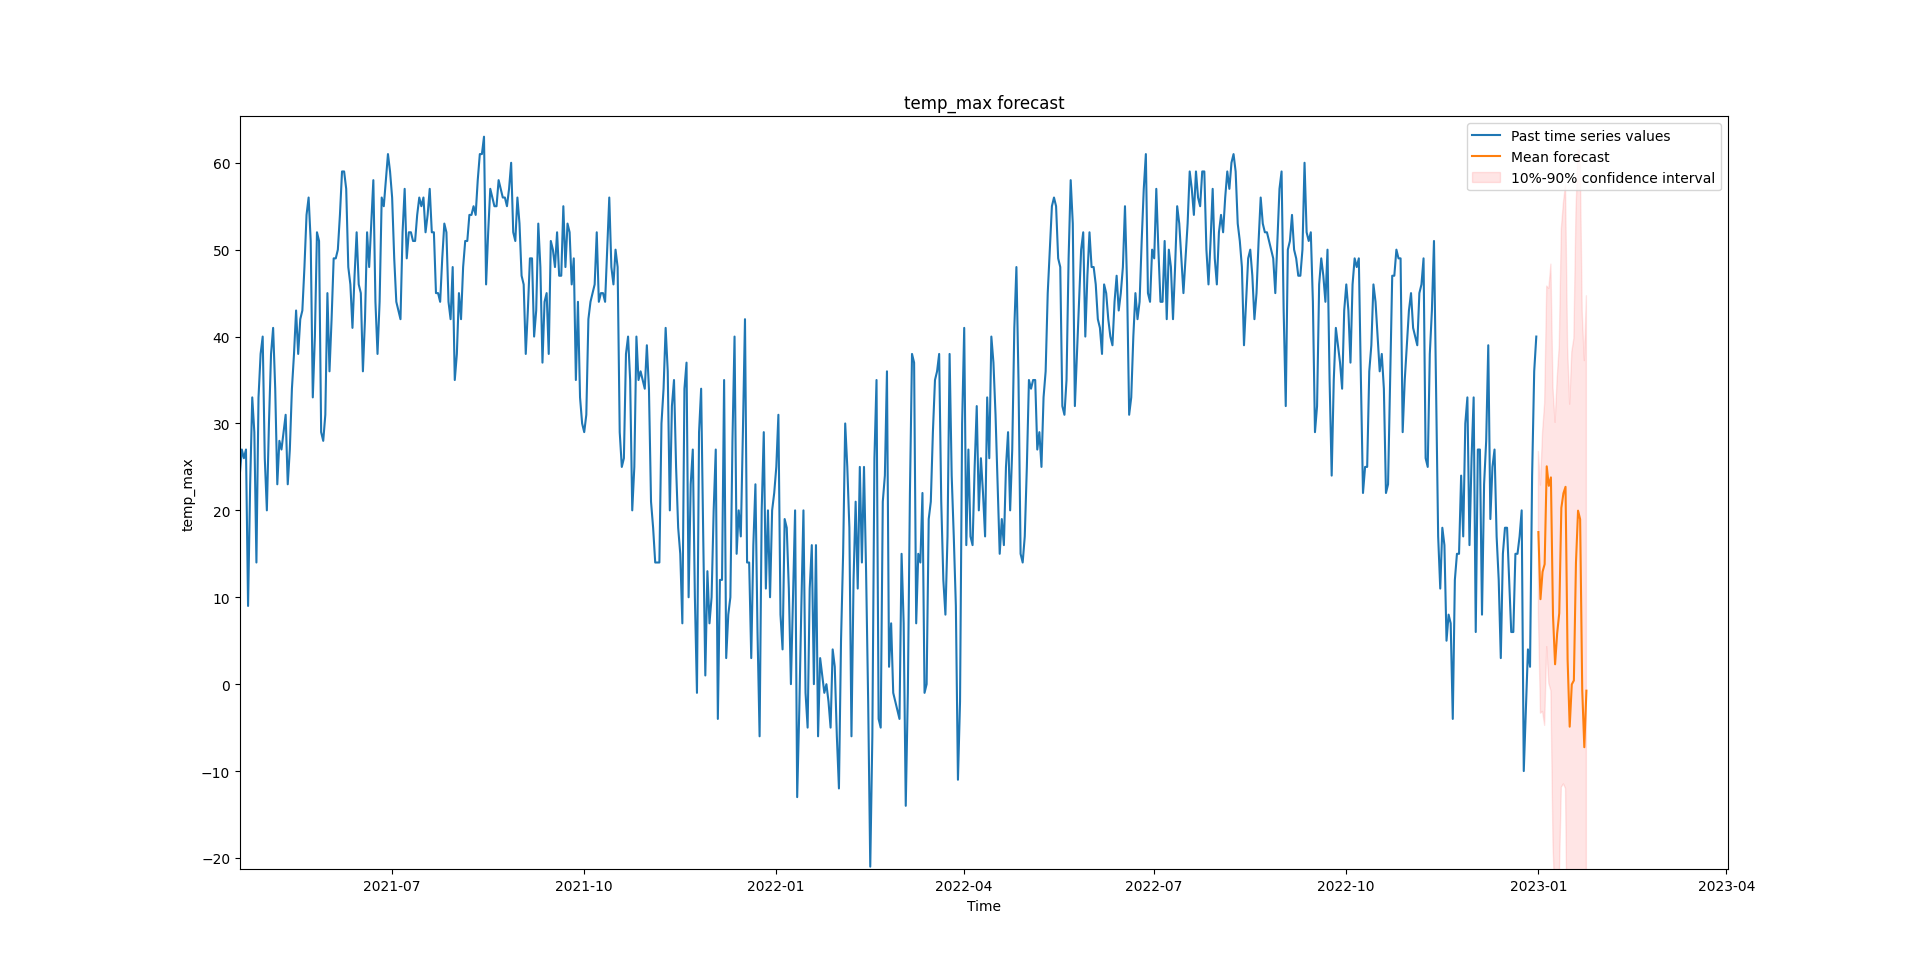 temp_max forecast
Past time series values
Mean forecast
10%-90% confidence interval
60
50
40
30
20
10
0
−10
−20
temp_max
2021-07
2021-10
2022-01
2022-04
2022-07
2022-10
2023-01
2023-04
Time